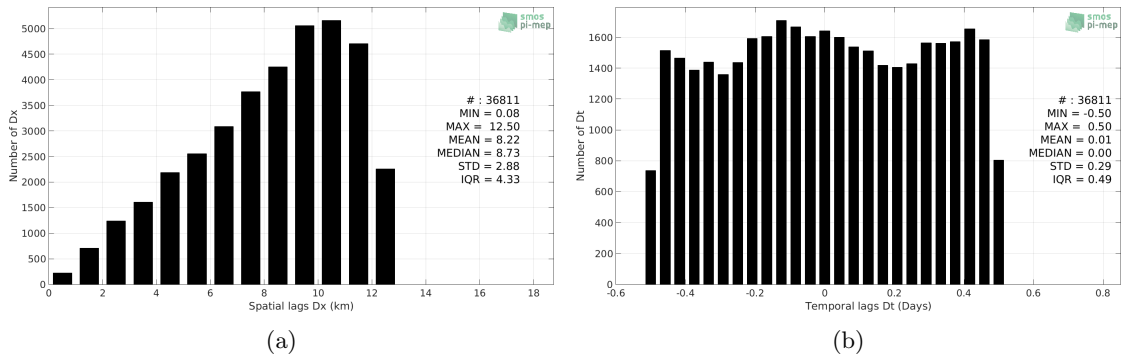 smos
pi-mep
5000
4500
4000
3500
3000
2500
2000
1500
1000
500
0
Number of Dx
# : 36811
MIN = 0.08
MAX = 12.50
MEAN = 8.22
MEDIAN = 8.73
STD = 2.88
IQR = 4.33
0 2 4 6 8 10 12 14 16 18
Spatial lags Dx (km)
(a)
smos
pi-mep
1600
1400
1200
1000
800
600
400
200
0
Number of Dt
# : 36811
MIN = -0.50
MAX = 0.50
MEAN = 0.01
MEDIAN = 0.00
STD = 0.29
IQR = 0.49
-0.6 -0.4 -0.2 0 0.2 0.4 0.6 0.8
Temporal lags Dt (Days)
(b)